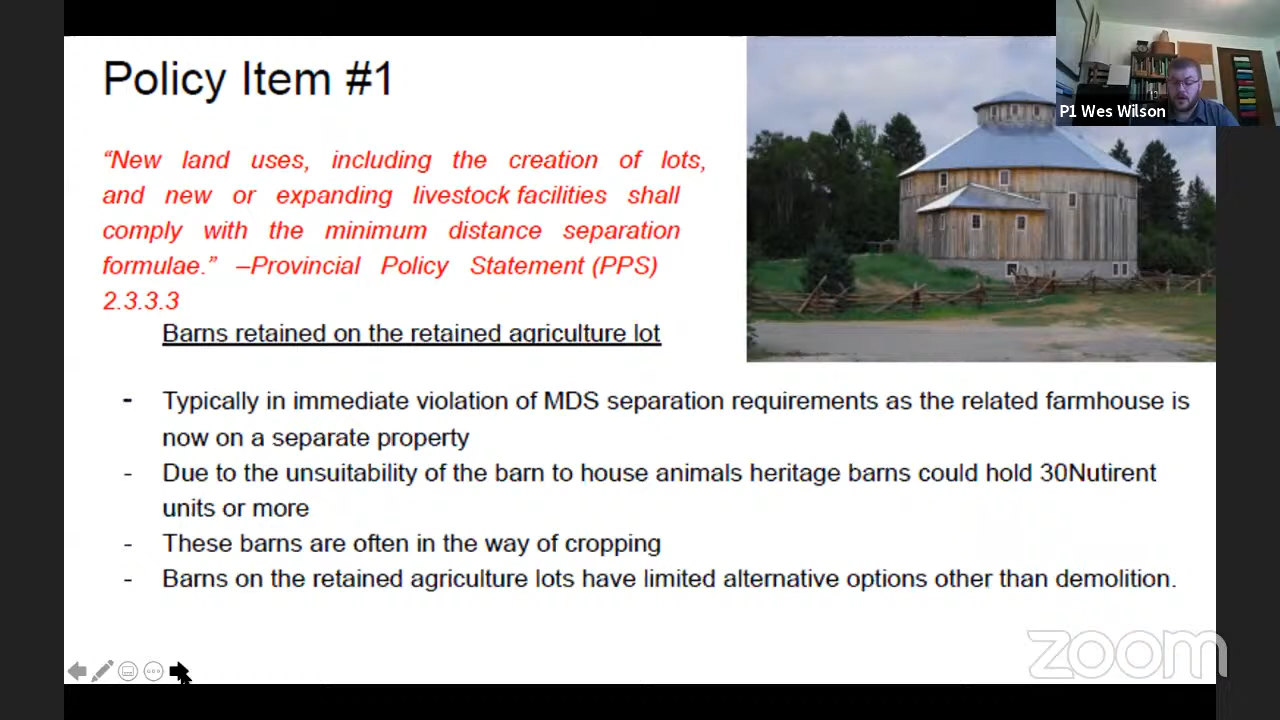 Policy Item #1
P1 Wes Wilson
“New land uses, including the creation of lots,
and new or expanding livestock facilities shall
comply with the minimum distance separation
formulae.” –Provincial Policy Statement (PPS)
2.3.3.3
Barns retained on the retained agriculture lot
- Typically in immediate violation of MDS separation requirements as the related farmhouse is
now on a separate property
- Due to the unsuitability of the barn to house animals heritage barns could hold 30Nutirent
units or more
- These barns are often in the way of cropping
- Barns on the retained agriculture lots have limited alternative options other than demolition.
zoom